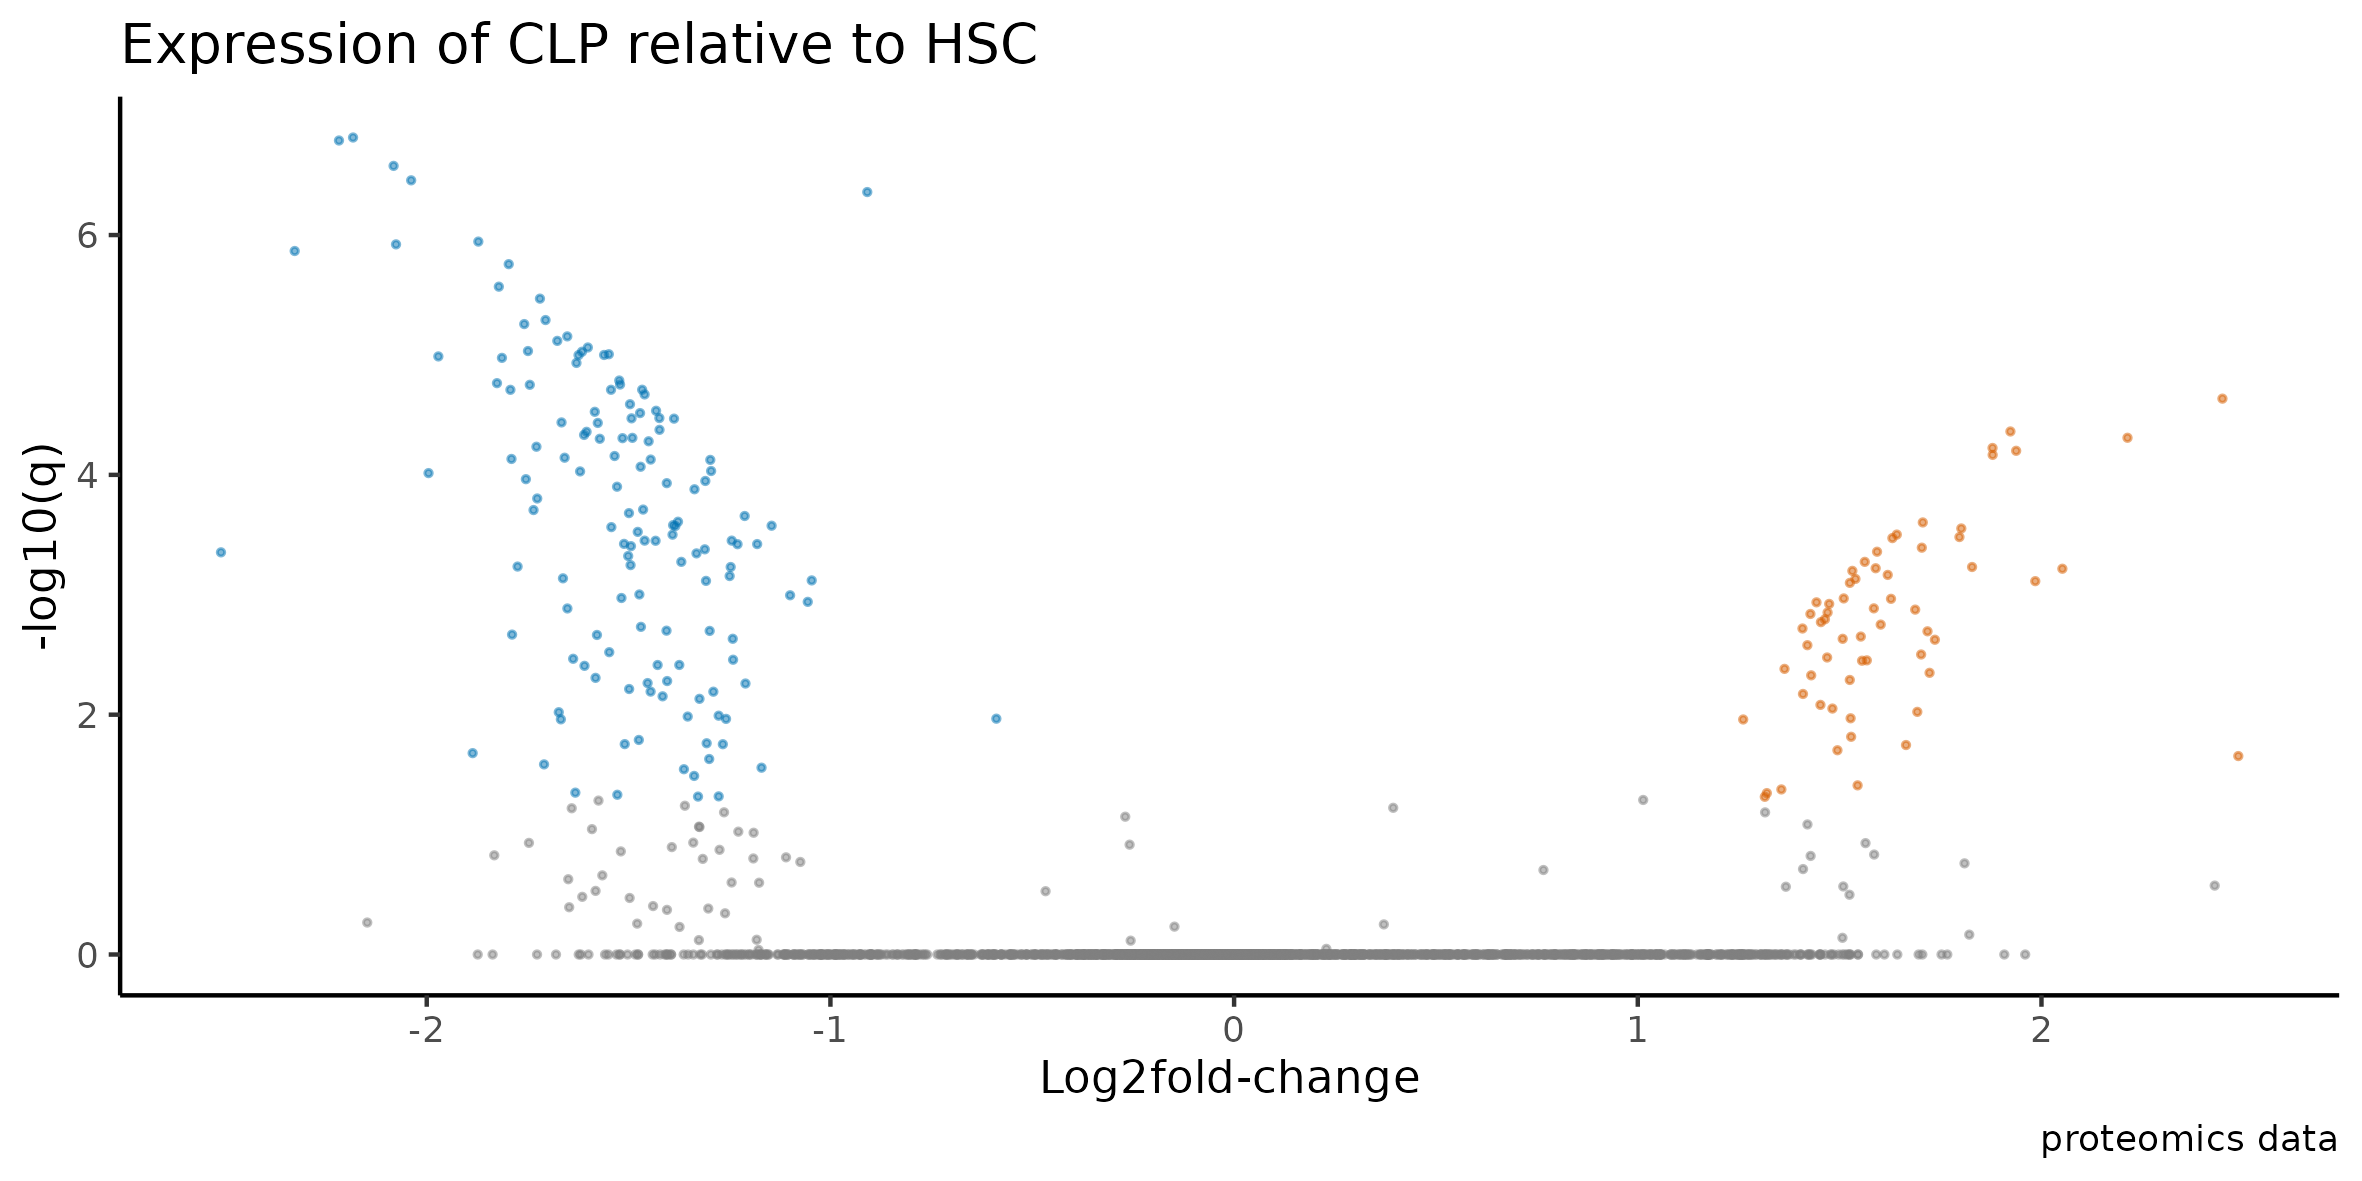 Expression of CLP relative to HSC
-log10(q)
6
4
2
0
-2 -1 0 1 2
Log2fold-change
proteomics data